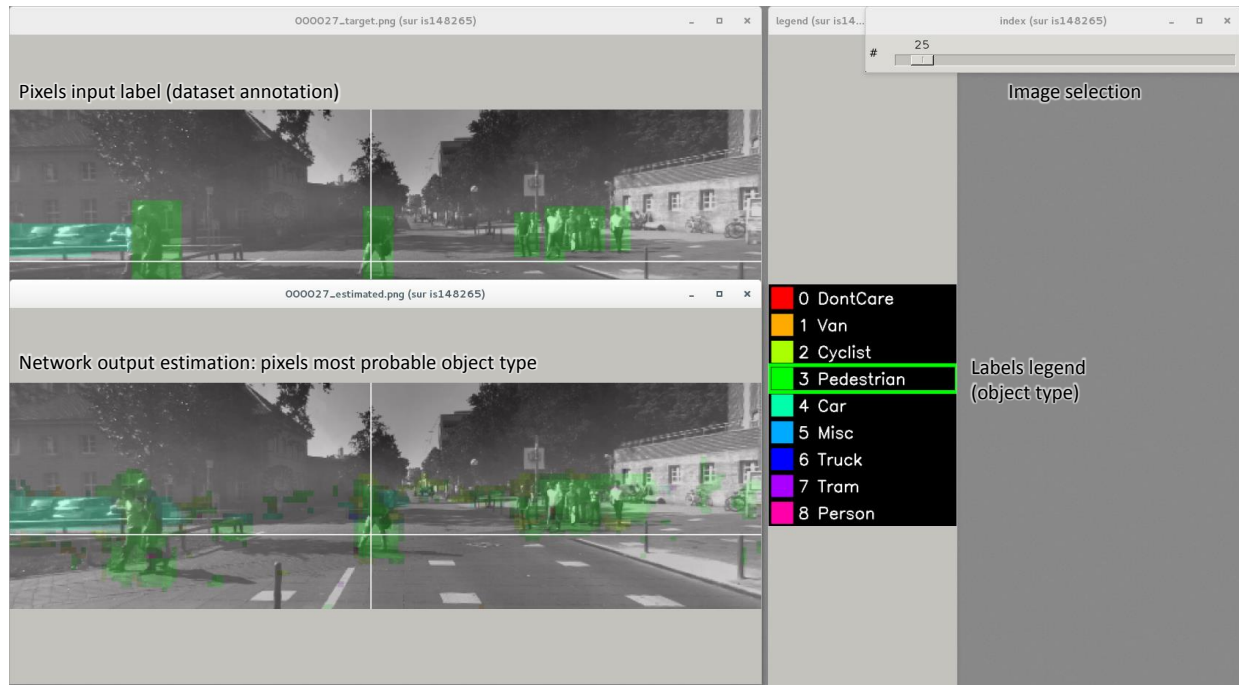 000027_target.png (sur is148265)
legend (sur is14...
index (sur is148265)
# 25
Pixels input label (dataset annotation)
Image selection
000027_estimated.png (sur is148265)
Network output estimation: pixels most probable object type
0 DontCare
1 Van
2 Cyclist
3 Pedestrian
4 Car
5 Misc
6 Truck
7 Tram
8 Person
Labels legend
(object type)